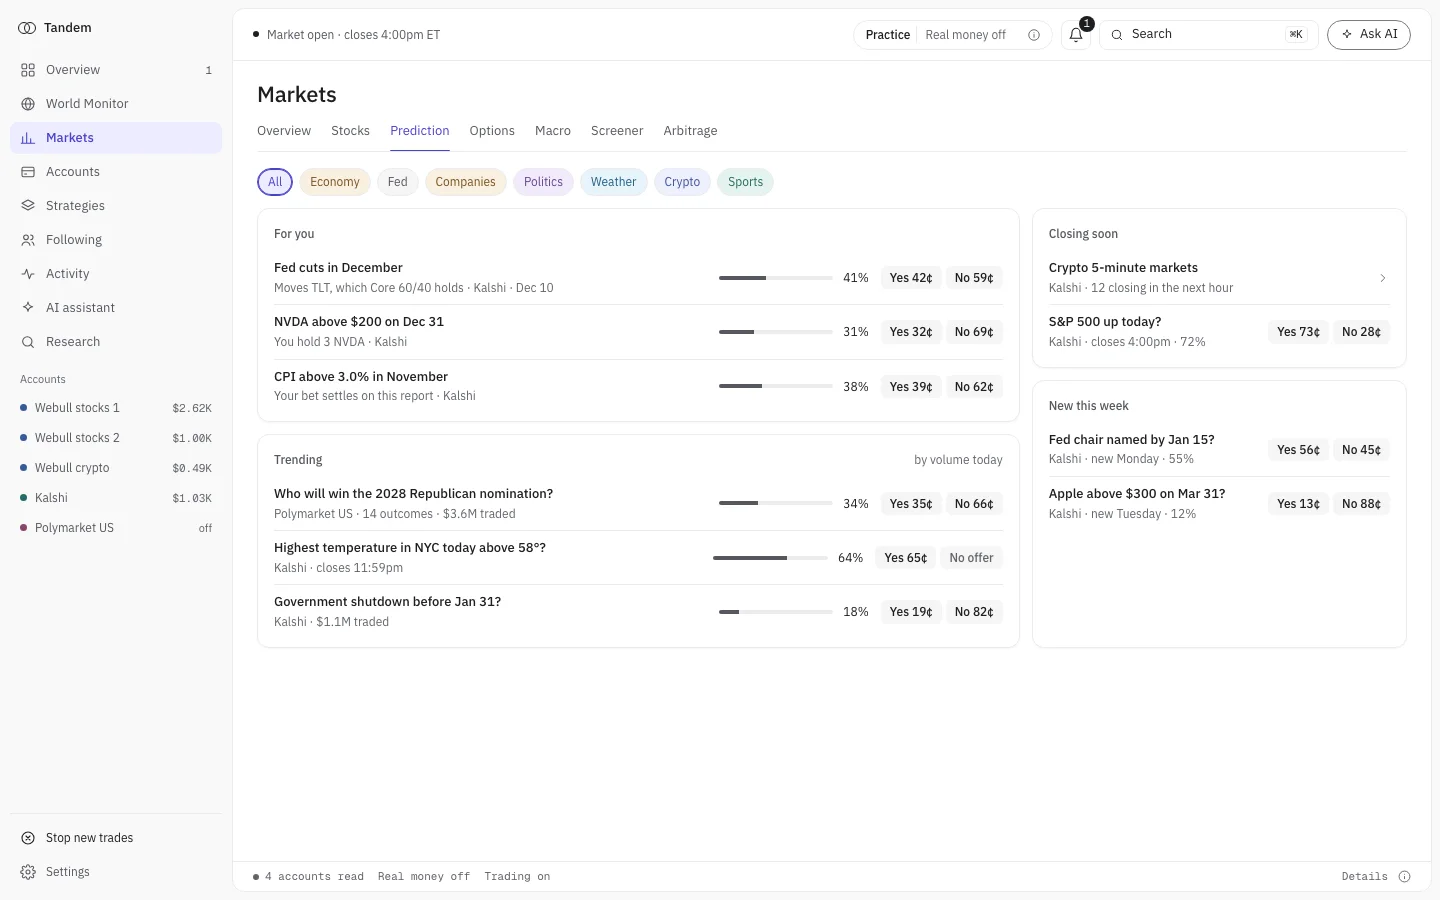 Tandem
Overview 1
World Monitor
Markets
Accounts
Strategies
Following
Activity
AI assistant
Research
Accounts
Webull stocks 1 $2.62K
Webull stocks 2 $1.00K
Webull crypto $0.49K
Kalshi $1.03K
Polymarket US off
Stop new trades
Settings
Market open · closes 4:00pm ET
Practice Real money off
1
Search ⌘K
Ask AI
Markets
Overview Stocks Prediction Options Macro Screener Arbitrage
All Economy Fed Companies Politics Weather Crypto Sports
For you
Fed cuts in December
Moves TLT, which Core 60/40 holds · Kalshi · Dec 10
41% Yes 42¢ No 59¢
NVDA above $200 on Dec 31
You hold 3 NVDA · Kalshi
31% Yes 32¢ No 69¢
CPI above 3.0% in November
Your bet settles on this report · Kalshi
38% Yes 39¢ No 62¢
Trending by volume today
Who will win the 2028 Republican nomination?
Polymarket US · 14 outcomes · $3.6M traded
34% Yes 35¢ No 66¢
Highest temperature in NYC today above 58°?
Kalshi · closes 11:59pm
64% Yes 65¢ No offer
Government shutdown before Jan 31?
Kalshi · $1.1M traded
18% Yes 19¢ No 82¢
Closing soon
Crypto 5-minute markets
Kalshi · 12 closing in the next hour
S&P 500 up today?
Kalshi · closes 4:00pm · 72%
Yes 73¢ No 28¢
New this week
Fed chair named by Jan 15?
Kalshi · new Monday · 55%
Yes 56¢ No 45¢
Apple above $300 on Mar 31?
Kalshi · new Tuesday · 12%
Yes 13¢ No 88¢
4 accounts read Real money off Trading on
Details